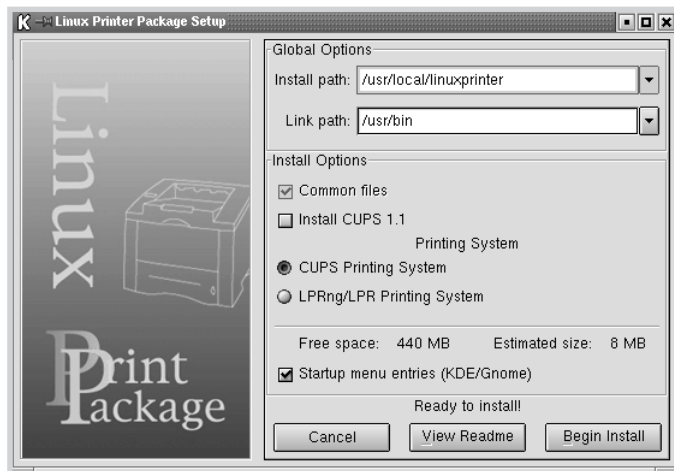 Linux Printer Package Setup
Linux
Print
Package
Global Options
Install path: /usr/local/linuxprinter
Link path: /usr/bin
Install Options
Common files
Install CUPS 1.1
Printing System
CUPS Printing System
LPRng/LPR Printing System
Free space: 440 MB Estimated size: 8 MB
Startup menu entries (KDE/Gnome)
Ready to install!
Cancel View Readme Begin Install